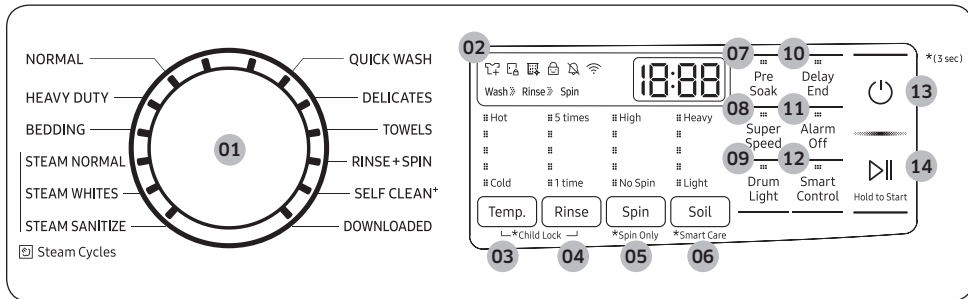 NORMAL
HEAVY DUTY
BEDDING
STEAM NORMAL
STEAM WHITES
STEAM SANITIZE
Steam Cycles
01
QUICK WASH
DELICATES
TOWELS
RINSE+SPIN
SELF CLEAN+
DOWNLOADED
02
18:88
Wash》 Rinse》 Spin
Hot 5 times High Heavy
Cold 1 time No Spin Light
Temp. Rinse Spin Soil
*Child Lock *Spin Only *Smart Care
03 04 05 06
07 10
Pre Soak
Delay End
08 11
Super Speed
Alarm Off
09 12
Drum Light
Smart Control
*(3 sec)
13
14
Hold to Start